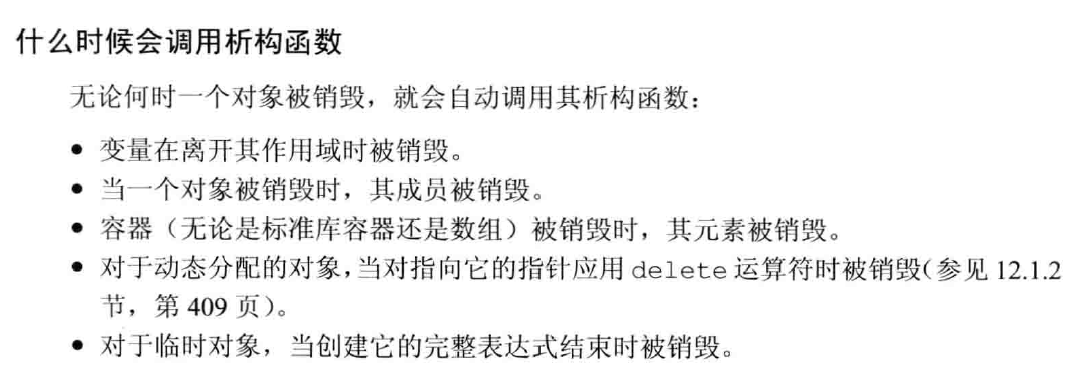 什么时候会调用析构函数
无论何时一个对象被销毁，就会自动调用其析构函数：
● 变量在离开其作用域时被销毁。
● 当一个对象被销毁时，其成员被销毁。
● 容器（无论是标准库容器还是数组）被销毁时，其元素被销毁。
● 对于动态分配的对象，当对指向它的指针应用 delete 运算符时被销毁（参见 12.1.2
节，第 409 页）。
● 对于临时对象，当创建它的完整表达式结束时被销毁。